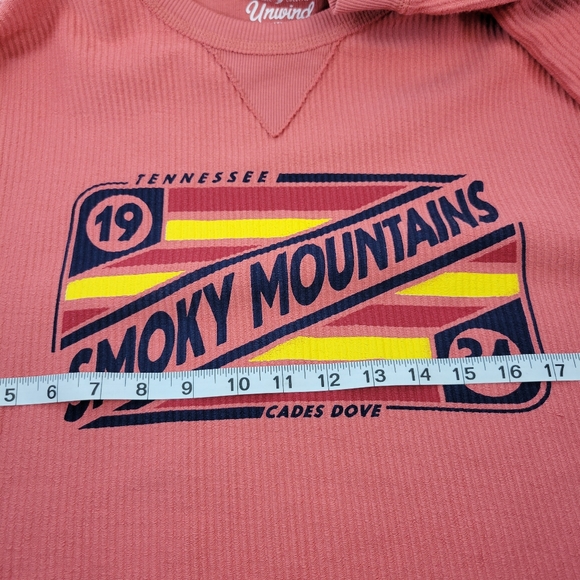 Unwind
TENNESSEE
19
SMOKY MOUNTAINS
34
5 6 7 8 9 10 11 12 13 14 15 16 17
CADES DOVE